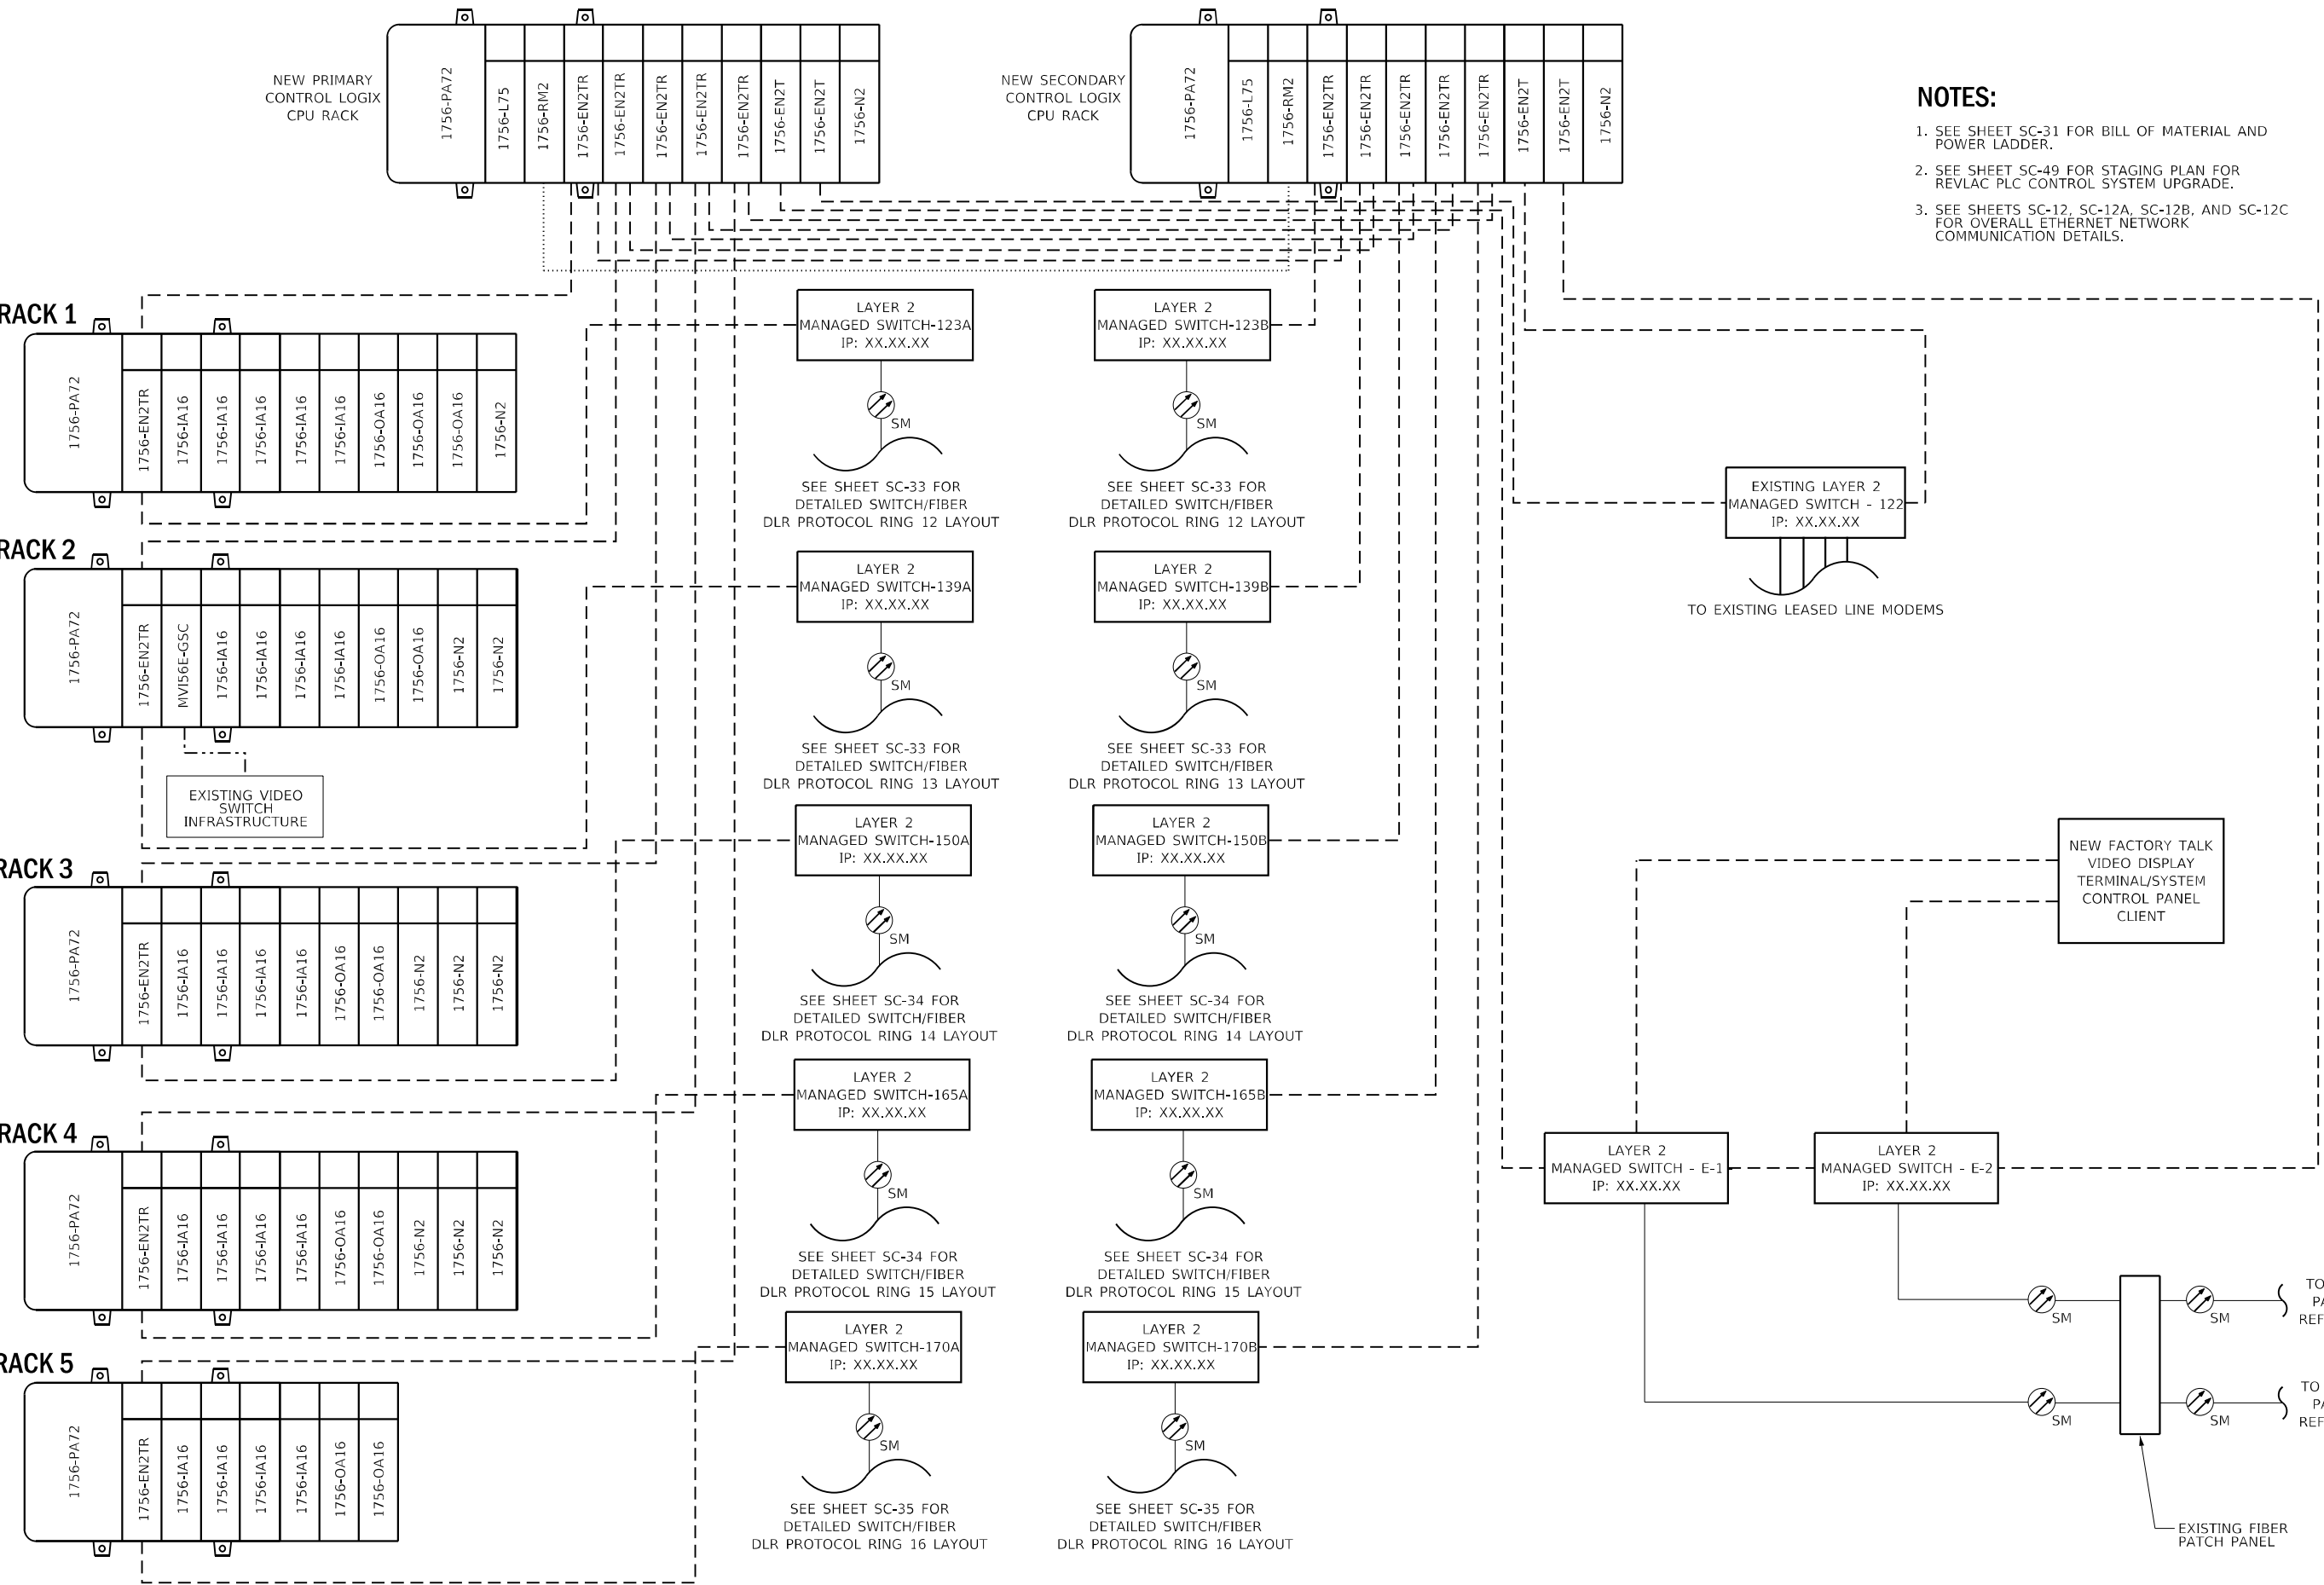 NEW PRIMARY
CONTROL LOGIX
CPU RACK
1756-PA72
1756-L75
1756-RM2
1756-EN2TR
1756-EN2TR
1756-EN2TR
1756-EN2TR
1756-EN2TR
1756-EN2T
1756-EN2T
1756-N2
NEW SECONDARY
CONTROL LOGIX
CPU RACK
1756-PA72
1756-L75
1756-RM2
1756-EN2TR
1756-EN2TR
1756-EN2TR
1756-EN2TR
1756-EN2TR
1756-EN2T
1756-EN2T
1756-N2
NOTES:
1. SEE SHEET SC-31 FOR BILL OF MATERIAL AND
POWER LADDER.
2. SEE SHEET SC-49 FOR STAGING PLAN FOR
REVLAC PLC CONTROL SYSTEM UPGRADE.
3. SEE SHEETS SC-12, SC-12A, SC-12B, AND SC-12C
FOR OVERALL ETHERNET NETWORK
COMMUNICATION DETAILS.
RACK 1
1756-PA72
1756-EN2TR
1756-IA16
1756-IA16
1756-IA16
1756-IA16
1756-IA16
1756-OA16
1756-OA16
1756-OA16
1756-N2
RACK 2
1756-PA72
1756-EN2TR
MVI56E-GSC
1756-IA16
1756-IA16
1756-IA16
1756-IA16
1756-OA16
1756-OA16
1756-N2
1756-N2
EXISTING VIDEO
SWITCH
INFRASTRUCTURE
RACK 3
1756-PA72
1756-EN2TR
1756-IA16
1756-IA16
1756-IA16
1756-IA16
1756-OA16
1756-OA16
1756-N2
1756-N2
1756-N2
RACK 4
1756-PA72
1756-EN2TR
1756-IA16
1756-IA16
1756-IA16
1756-IA16
1756-OA16
1756-OA16
1756-N2
1756-N2
1756-N2
RACK 5
1756-PA72
1756-EN2TR
1756-IA16
1756-IA16
1756-IA16
1756-IA16
1756-OA16
1756-OA16
LAYER 2
MANAGED SWITCH-123A
IP: XX.XX.XX
SM
SEE SHEET SC-33 FOR
DETAILED SWITCH/FIBER
DLR PROTOCOL RING 12 LAYOUT
LAYER 2
MANAGED SWITCH-123B
IP: XX.XX.XX
SM
SEE SHEET SC-33 FOR
DETAILED SWITCH/FIBER
DLR PROTOCOL RING 12 LAYOUT
LAYER 2
MANAGED SWITCH-139A
IP: XX.XX.XX
SM
SEE SHEET SC-33 FOR
DETAILED SWITCH/FIBER
DLR PROTOCOL RING 13 LAYOUT
LAYER 2
MANAGED SWITCH-139B
IP: XX.XX.XX
SM
SEE SHEET SC-33 FOR
DETAILED SWITCH/FIBER
DLR PROTOCOL RING 13 LAYOUT
LAYER 2
MANAGED SWITCH-150A
IP: XX.XX.XX
SM
SEE SHEET SC-34 FOR
DETAILED SWITCH/FIBER
DLR PROTOCOL RING 14 LAYOUT
LAYER 2
MANAGED SWITCH-150B
IP: XX.XX.XX
SM
SEE SHEET SC-34 FOR
DETAILED SWITCH/FIBER
DLR PROTOCOL RING 14 LAYOUT
LAYER 2
MANAGED SWITCH-165A
IP: XX.XX.XX
SM
SEE SHEET SC-34 FOR
DETAILED SWITCH/FIBER
DLR PROTOCOL RING 15 LAYOUT
LAYER 2
MANAGED SWITCH-165B
IP: XX.XX.XX
SM
SEE SHEET SC-34 FOR
DETAILED SWITCH/FIBER
DLR PROTOCOL RING 15 LAYOUT
LAYER 2
MANAGED SWITCH-170A
IP: XX.XX.XX
SM
SEE SHEET SC-35 FOR
DETAILED SWITCH/FIBER
DLR PROTOCOL RING 16 LAYOUT
LAYER 2
MANAGED SWITCH-170B
IP: XX.XX.XX
SM
SEE SHEET SC-35 FOR
DETAILED SWITCH/FIBER
DLR PROTOCOL RING 16 LAYOUT
EXISTING LAYER 2
MANAGED SWITCH - 122
IP: XX.XX.XX
TO EXISTING LEASED LINE MODEMS
NEW FACTORY TALK
VIDEO DISPLAY
TERMINAL/SYSTEM
CONTROL PANEL
CLIENT
LAYER 2
MANAGED SWITCH - E-1
IP: XX.XX.XX
LAYER 2
MANAGED SWITCH - E-2
IP: XX.XX.XX
SM
SM
TO
SM
SM
TO
EXISTING FIBER
PATCH PANEL